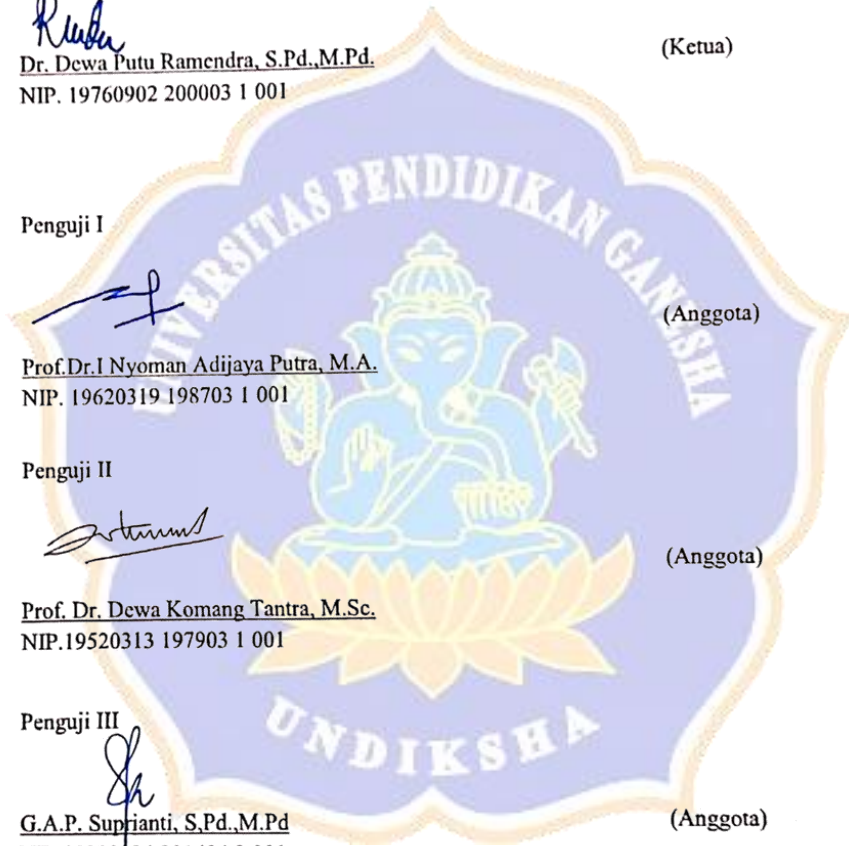 Dr. Dewa Putu Ramendra, S.Pd.,M.Pd.
(Ketua)
NIP. 19760902 200003 1 001
UNIVERSITAS PENDIDIKAN GANESHA
Penguji I
(Anggota)
Prof.Dr.I Nyoman Adijaya Putra, M.A.
NIP. 19620319 198703 1 001
Penguji II
(Anggota)
Prof. Dr. Dewa Komang Tantra, M.Sc.
NIP.19520313 197903 1 001
Penguji III
UNDIKSHA
G.A.P. Suprianti, S,Pd.,M.Pd
(Anggota)